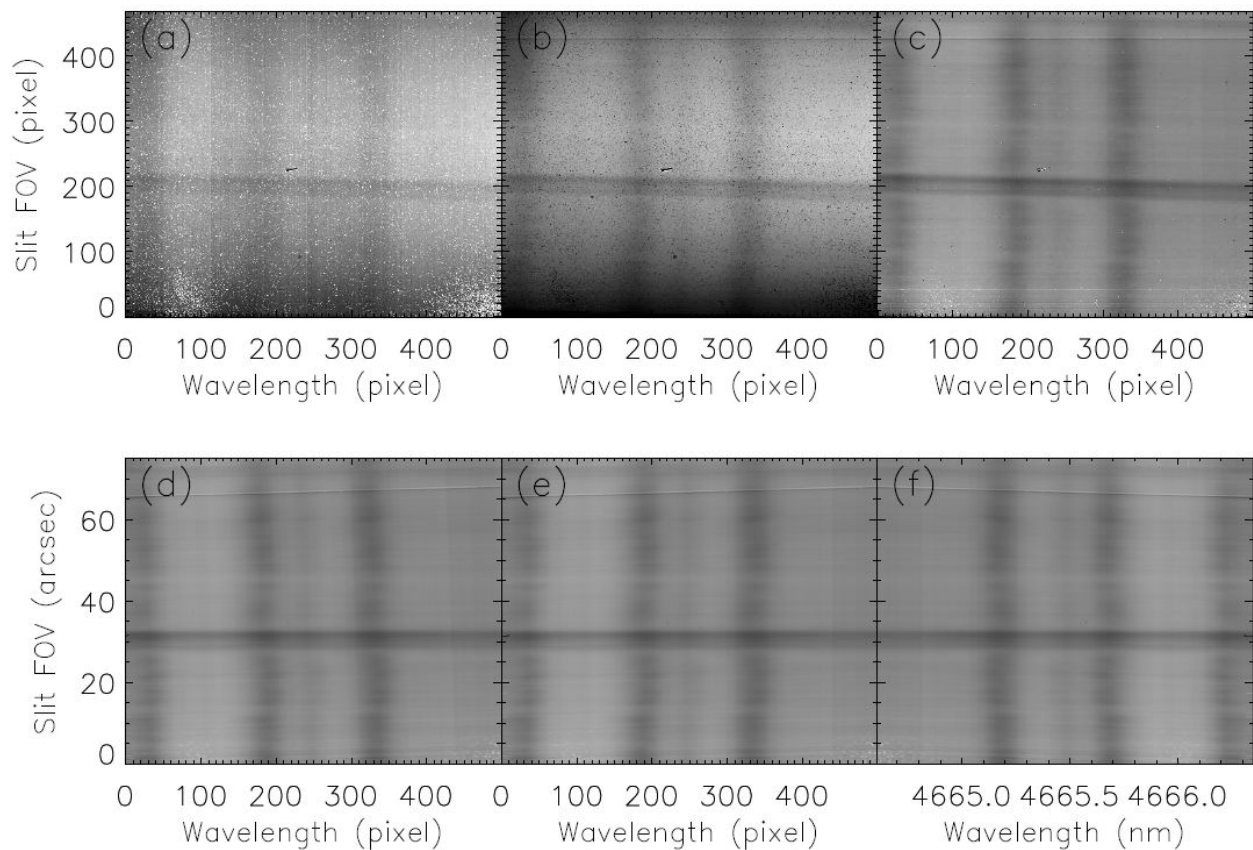 (a) (b) (c)
400
300
200
100
0
Slit FOV (pixel)
0 100 200 300 400 0 100 200 300 400 0 100 200 300 400
Wavelength (pixel) Wavelength (pixel) Wavelength (pixel)
(d) (e) (f)
60
40
20
0
Slit FOV (arcsec)
0 100 200 300 400 0 100 200 300 400 4665.0 4665.5 4666.0
Wavelength (pixel) Wavelength (pixel) Wavelength (nm)